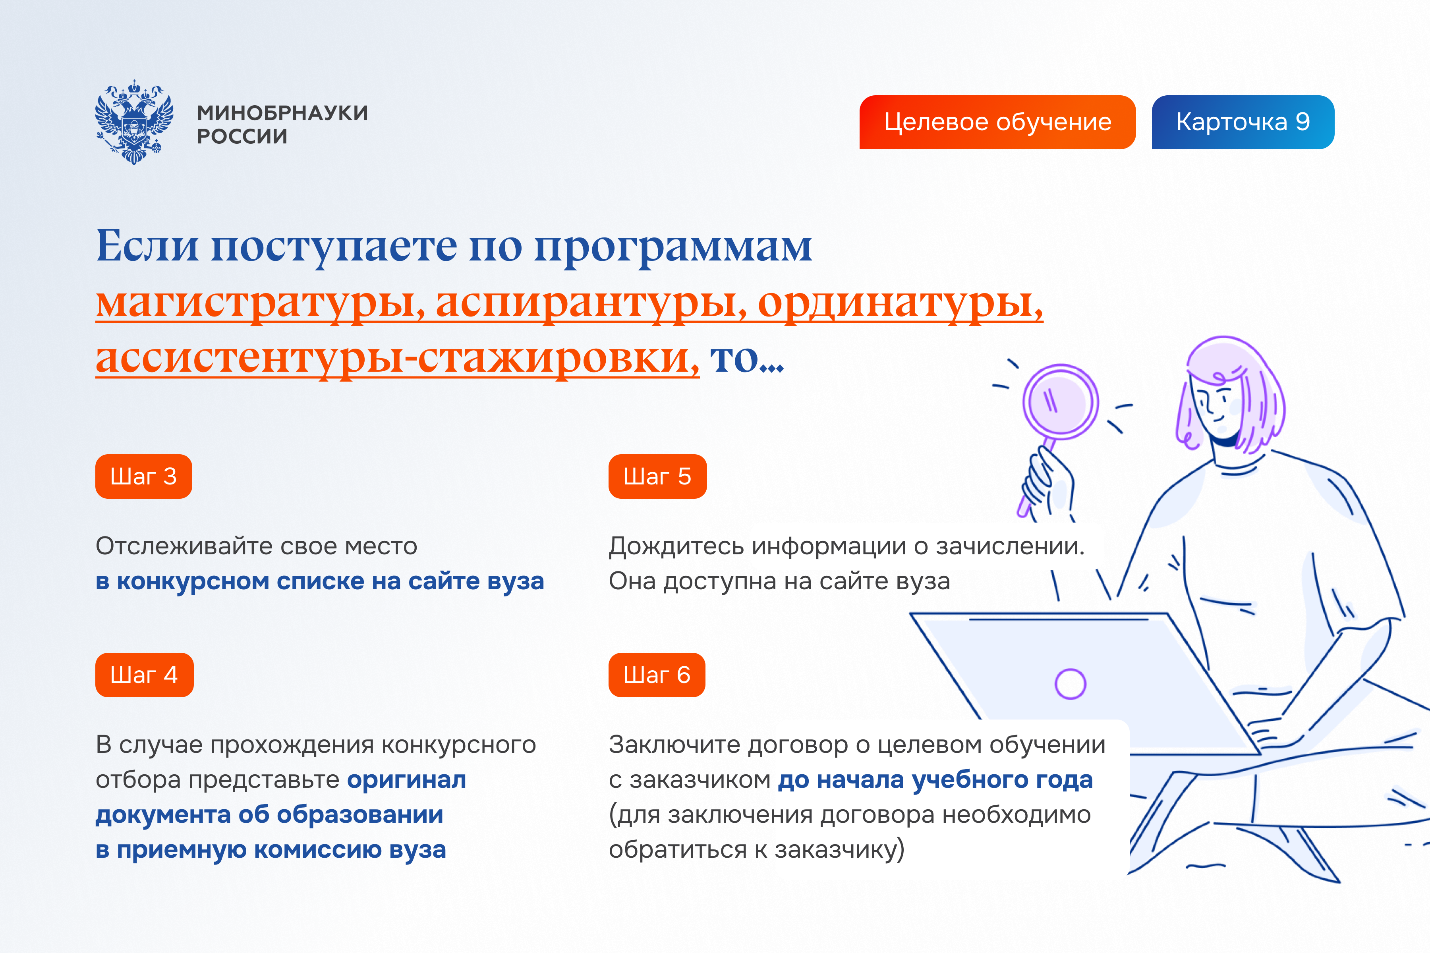 МИНОБРНАУКИ
РОССИИ
Целевое обучение
Карточка 9
Если поступаете по программам
магистратуры, аспирантуры, ординатуры,
ассистентуры-стажировки, то...
Шаг 3
Отслеживайте свое место
в конкурсном списке на сайте вуза
Шаг 4
В случае прохождения конкурсного
отбора представьте оригинал
документа об образовании
в приемную комиссию вуза
Шаг 5
Дождитесь информации о зачислении.
Она доступна на сайте вуза
Шаг 6
Заключите договор о целевом обучении
с заказчиком до начала учебного года
(для заключения договора необходимо
обратиться к заказчику)